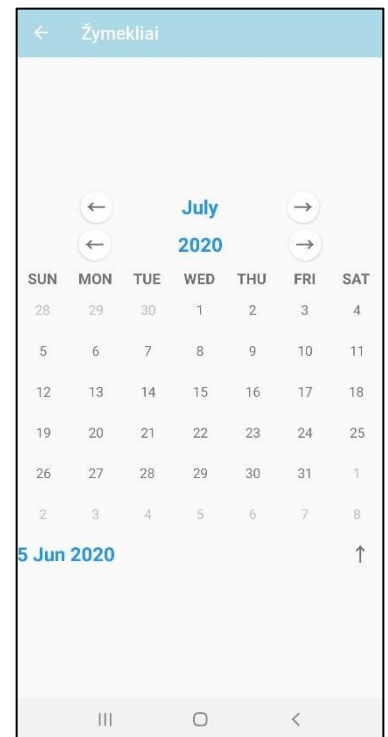 Žymekliai
July
2020
SUN MON TUE WED THU FRI SAT
28 29 30 1 2 3 4
5 6 7 8 9 10 11
12 13 14 15 16 17 18
19 20 21 22 23 24 25
26 27 28 29 30 31 1
2 3 4 5 6 7 8
5 Jun 2020